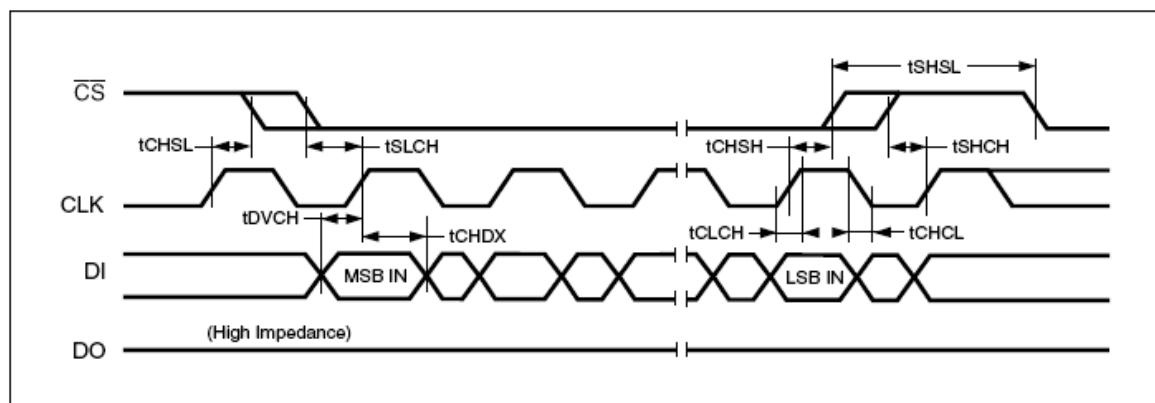 tSHSL
CS
tCHSL
tSLCH
tCHSH
tSHCH
CLK
tDVCH
tCHDX
tCLCH
tCHCL
DI
MSB IN
LSB IN
(High Impedance)
DO